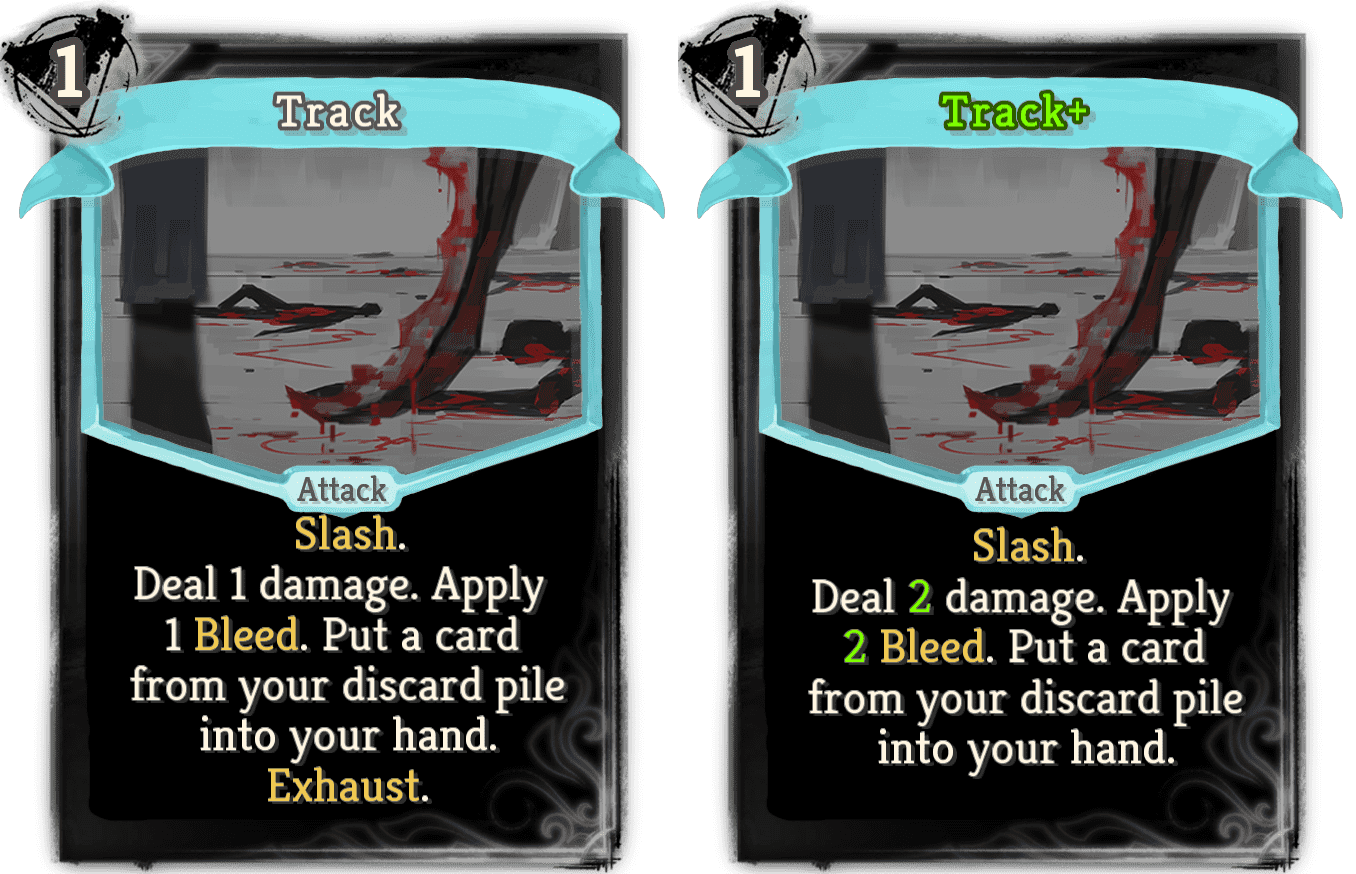 1
Track
Attack
Slash.
Deal 1 damage. Apply
1 Bleed. Put a card
from your discard pile
into your hand.
Exhaust.
1
Track+
Attack
Slash.
Deal 2 damage. Apply
2 Bleed. Put a card
from your discard pile
into your hand.